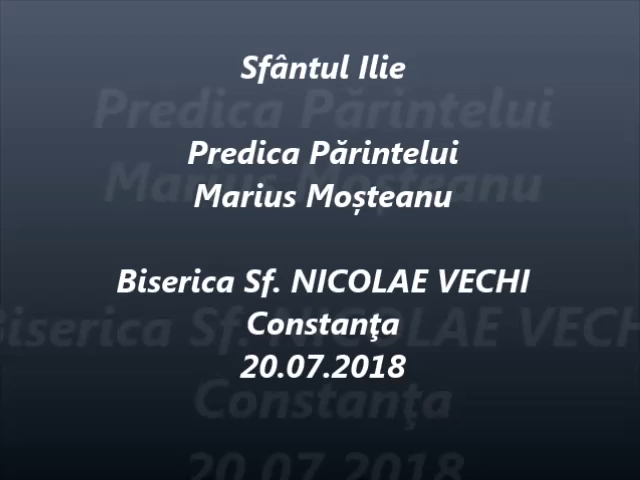 Sfântul Ilie
Predica Părintelui
Marius Moșteanu
Biserica Sf. NICOLAE VECHI
Constanţa
20.07.2018